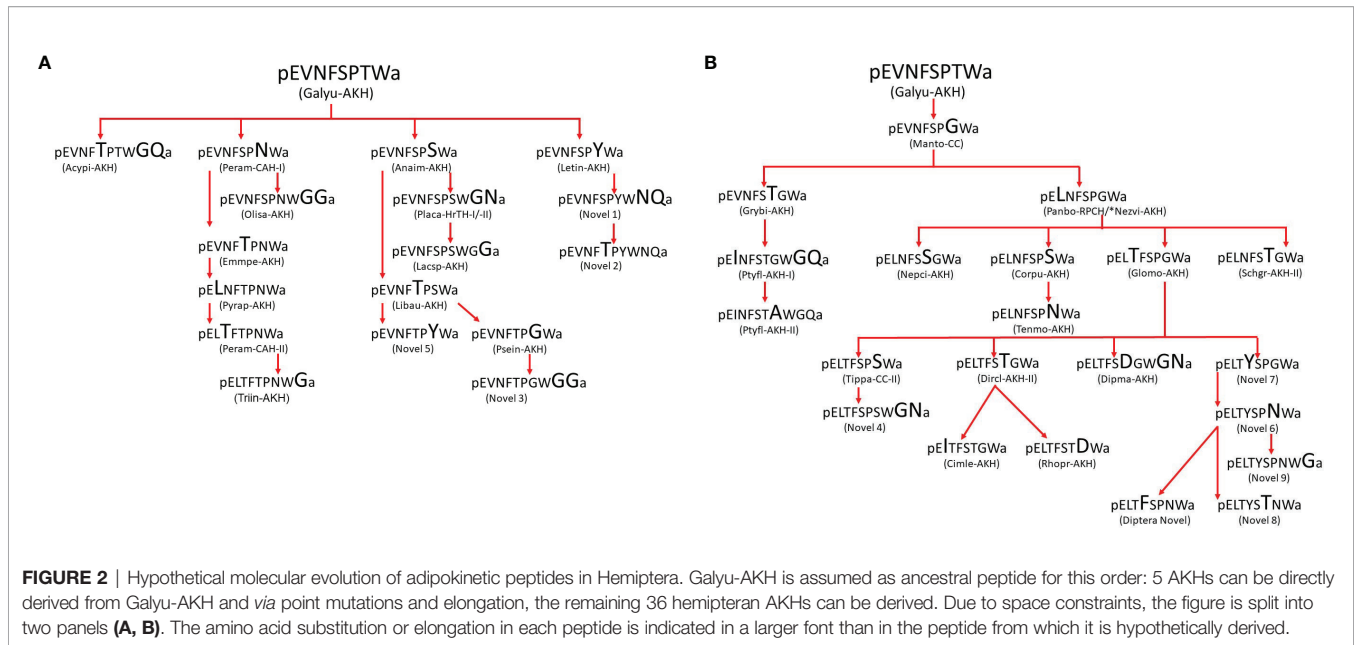 A
pEVNFSPTWa
(Galyu-AKH)
pEVNFTPTWGQa
(Acypi-AKH)
pEVNFSPNWa
(Peram-CAH-I)
pEVNFSPSWa
(Anaim-AKH)
pEVNFSPYWa
(Letin-AKH)
pEVNFSPNWGGa
(Olisa-AKH)
pEVNFSPSWGNa
(Placa-HrTH-I/-II)
pEVNFSPYWNQa
(Novel 1)
pEVNFTPNWa
(Emmpe-AKH)
pEVNFSPSWGGa
(Lacsp-AKH)
pEVNFTPYWNQa
(Novel 2)
pELNFTPNWa
(Pyrap-AKH)
pEVNFTPSWa
(Libau-AKH)
pELTFTPNWa
(Peram-CAH-II)
pEVNFTPYWa
(Novel 5)
pEVNFTPGWa
(Psein-AKH)
pELTFTPNWGa
(Triin-AKH)
pEVNFTPGWGGa
(Novel 3)
B
pEVNFSPTWa
(Galyu-AKH)
pEVNFSPGWa
(Manto-CC)
pEVNFSTGWa
(Grybi-AKH)
pELNFSPGWa
(Panbo-RPCH/*Nezvi-AKH)
pEINFSTGWGQa
(Ptyfl-AKH-I)
pELNFSSGWa
(Nepci-AKH)
pELNFSPSWa
(Corpu-AKH)
pELTFSPGWa
(Glomo-AKH)
pELNFSTGWa
(Schgr-AKH-II)
pEINFSTAWGQa
(Ptyfl-AKH-II)
pELNFSPNWa
(Tenmo-AKH)
pELTFSPSWa
(Tippa-CC-II)
pELTFSTGWa
(Dircl-AKH-II)
pELTFSDGWGNa
(Dipma-AKH)
pELTYSPGWa
(Novel 7)
pELTFSPSWGNa
(Novel 4)
pELTYSPNWa
(Novel 6)
pEITFSTGWa
(Cimle-AKH)
pELTFSTDWa
(Rhopr-AKH)
pELTYSPNWGa
(Novel 9)
pELTFSPNWa
(Diptera Novel)
pELTYSTNWa
(Novel 8)
FIGURE 2 | Hypothetical molecular evolution of adipokinetic peptides in Hemiptera. Galyu-AKH is assumed as ancestral peptide for this order: 5 AKHs can be directly
derived from Galyu-AKH and via point mutations and elongation, the remaining 36 hemipteran AKHs can be derived. Due to space constraints, the figure is split into
two panels (A, B). The amino acid substitution or elongation in each peptide is indicated in a larger font than in the peptide from which it is hypothetically derived.